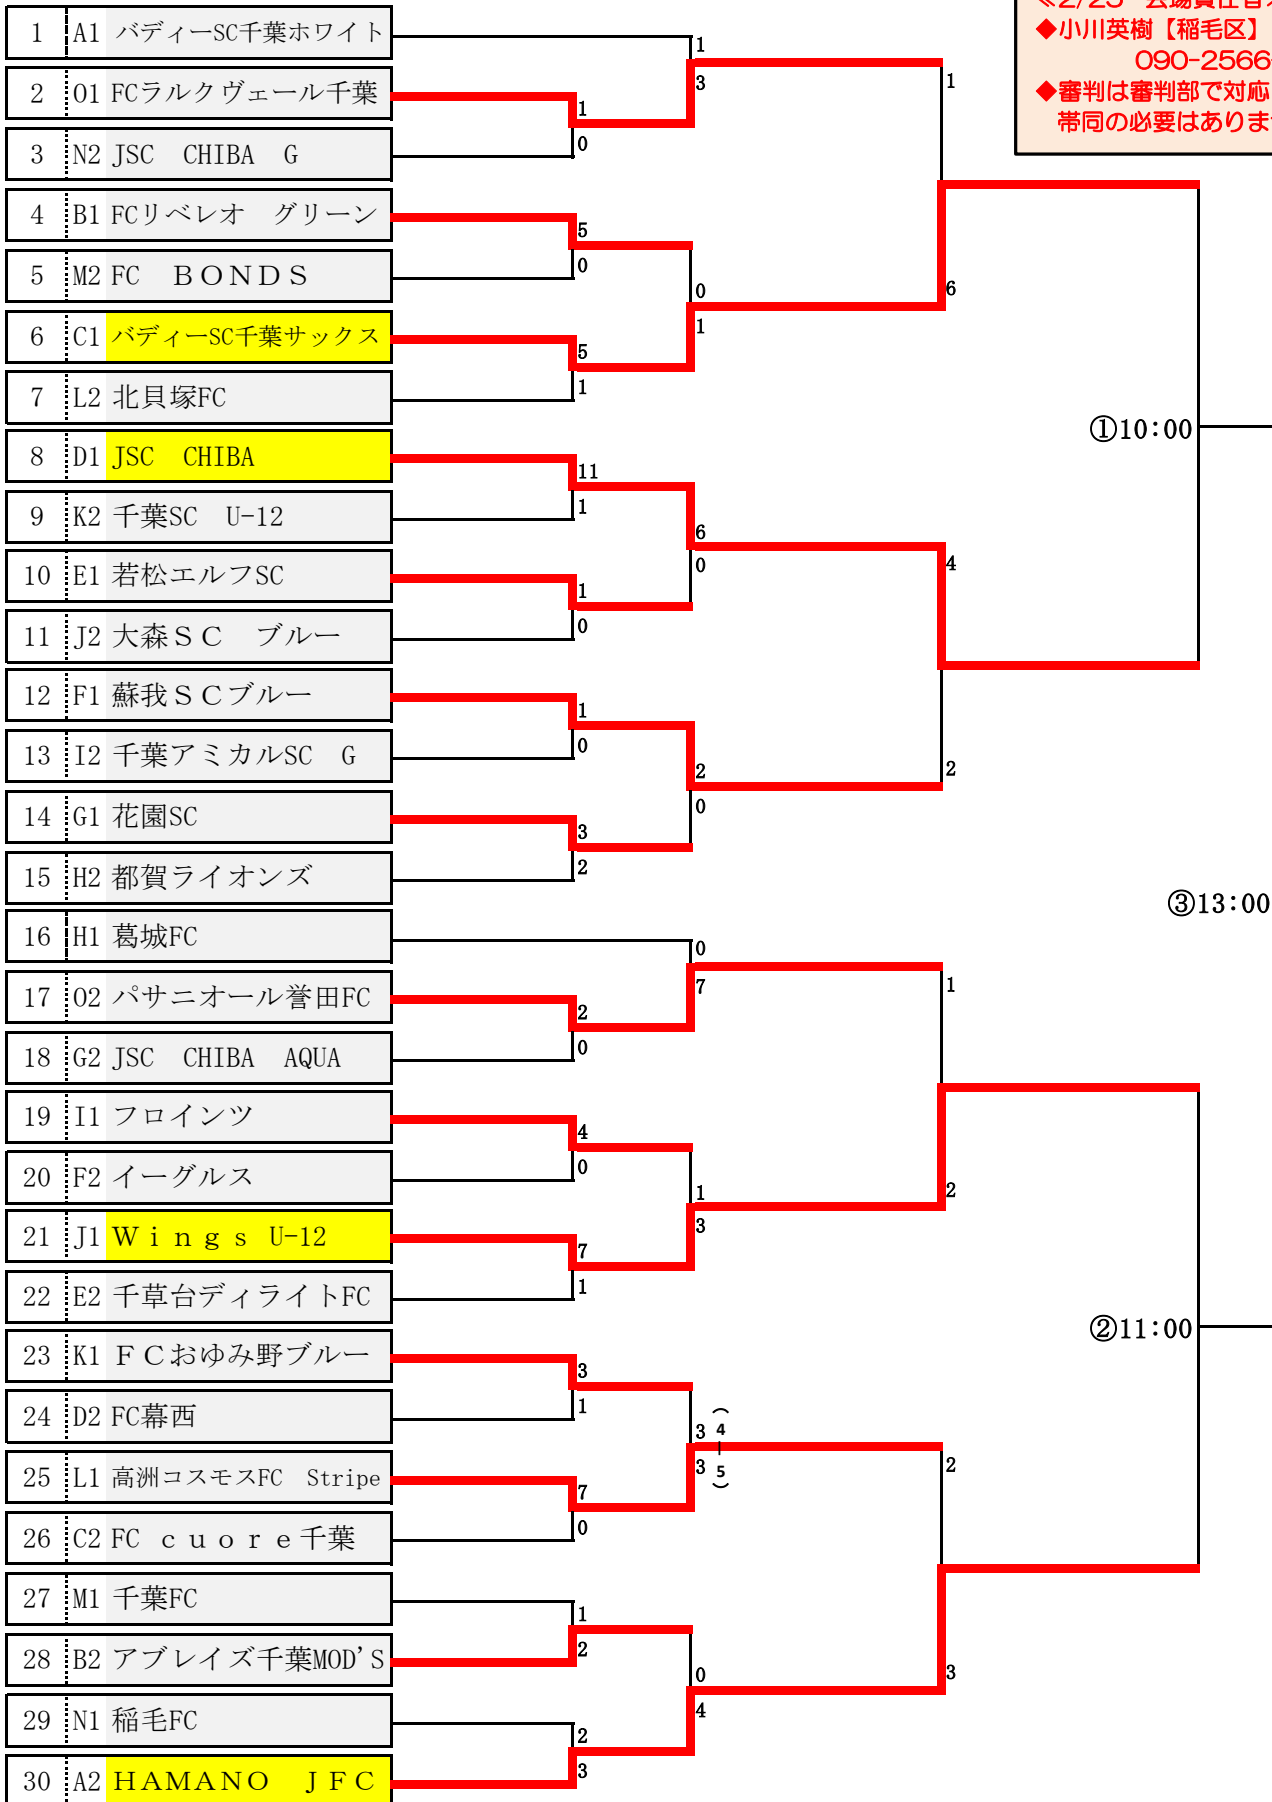 ◆小川英樹【稲毛区】
090-2566
◆審判は審判部で対応
帯同の必要はありま
1 A1 バディーSC千葉ホワイト
2 O1 FCラルクヴェール千葉
3 N2 JSC CHIBA G
4 B1 FCリベレオ グリーン
5 M2 FC ＢＯＮＤＳ
6 C1 バディーSC千葉サックス
7 L2 北貝塚FC
8 D1 JSC CHIBA
9 K2 千葉SC U-12
10 E1 若松エルフSC
11 J2 大森ＳＣ ブルー
12 F1 蘇我ＳＣブルー
13 I2 千葉アミカルSC G
14 G1 花園SC
15 H2 都賀ライオンズ
16 H1 葛城FC
17 O2 パサニオール誉田FC
18 G2 JSC CHIBA AQUA
19 I1 フロインツ
20 F2 イーグルス
21 J1 Ｗｉｎｇｓ U-12
22 E2 千草台ディライトFC
23 K1 ＦＣおゆみ野ブルー
24 D2 FC幕西
25 L1 高洲コスモスFC Stripe
26 C2 FC ｃｕｏｒｅ千葉
27 M1 千葉FC
28 B2 アブレイズ千葉MOD'S
29 N1 稲毛FC
30 A2 ＨＡＭＡＮＯ ＪＦＣ
1
0
5
0
5
1
11
1
1
0
1
0
3
2
2
0
4
0
7
1
3
1
7
0
1
2
2
3
1
3
0
1
6
0
2
0
0
7
1
3
3
3
(4-5)
0
4
1
6
4
2
1
2
2
3
①10:00
③13:00
②11:00